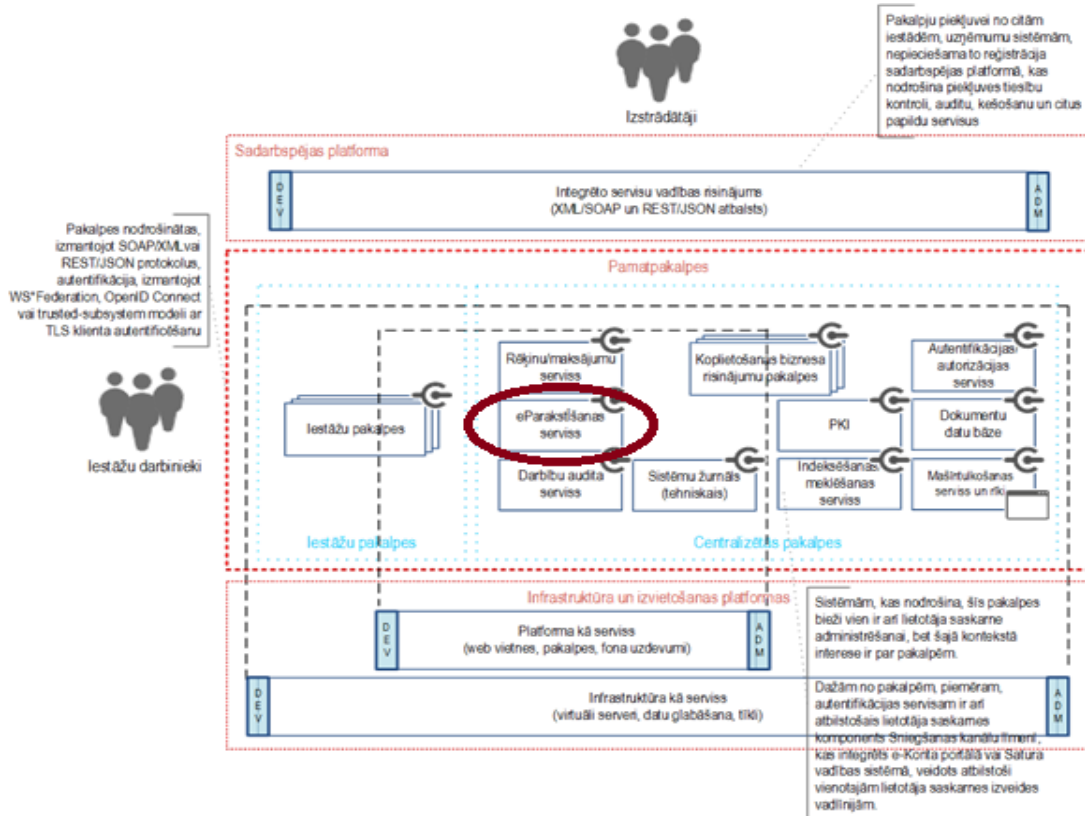 Pakalpju piekļuvei no citām
iestādēm, uzņēmumu sistēmām,
nepieciešama to reģistrācija
sadarbspējas platformā, kas
nodrošina piekļuves tiesību
kontroli, auditu, kešošanu un citus
papildu servisus
Izstrādātāji
Sadarbspējas platforma
DEV
Integrēto servisu vadības risinājums
(XML/SOAP un REST/JSON atbalsts)
ADM
Pakalpes nodrošinātas,
izmantojot SOAP/XML vai
REST/JSON protokolus,
autentifikācija, izmantojot
WS*Federation, OpenID Connect
vai trusted-subsystem modeli ar
TLS klienta autentificēšanu
Iestāžu darbinieki
Pamatpakalpes
Iestāžu pakalpes
Rēķinu/maksājumu
serviss
Koplietošanas biznesa
risinājumu pakalpes
Autentifikācijas/
autorizācijas
serviss
eParakstīšanas
serviss
PKI
Dokumentu
datu bāze
Darbību audita
serviss
Sistēmu žurnāls
(tehniskais)
Indeksēšanas/
meklēšanas
serviss
Mašīntulkošanas
serviss un rīki
Iestāžu pakalpes
Centralizētās pakalpes
Infrastruktūra un izvietošanas platformas
DEV
Platforma kā serviss
(web vietnes, pakalpes, fona uzdevumi)
ADM
DEV
Infrastruktūra kā serviss
(virtuāli serveri, datu glabāšana, tīkli)
ADM
Sistēmām, kas nodrošina, šīs pakalpes
bieži vien ir arī lietotāja saskarne
administrēšanai, bet šajā kontekstā
interese ir par pakalpēm.
Dažām no pakalpēm, piemēram,
autentifikācijas servisam ir arī
atbilstošais lietotāja saskarnes
komponents Sniegšanas kanālu līmenī,
kas integrēts e-Konta portālā vai Satura
vadības sistēmā, veidots atbilstoši
vienotajām lietotāja saskarnes izveides
vadlīnijām.